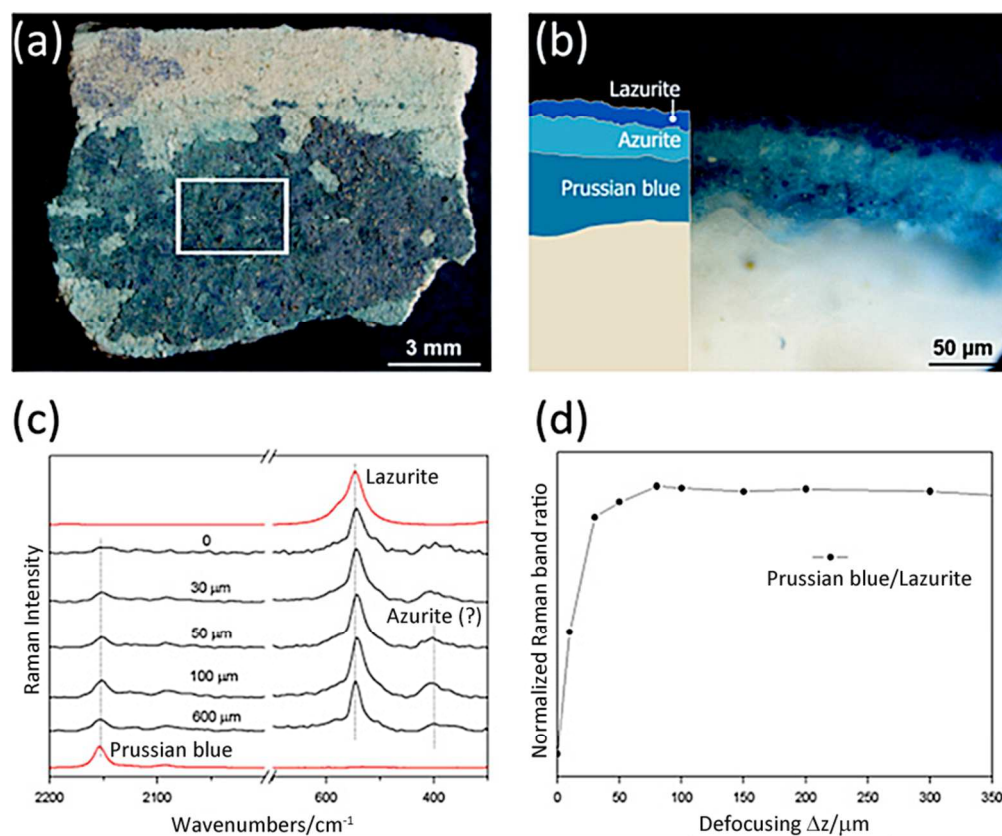 (a)
3 mm
(b)
Lazurite
Azurite
Prussian blue
50 µm
(c)
Lazurite
0
30 µm
Azurite (?)
50 µm
100 µm
600 µm
Prussian blue
2200
2100
600
400
Raman Intensity
Wavenumbers/cm⁻¹
(d)
Prussian blue/Lazurite
0
50
100
150
200
250
300
350
Normalized Raman band ratio
Defocusing Δz/µm